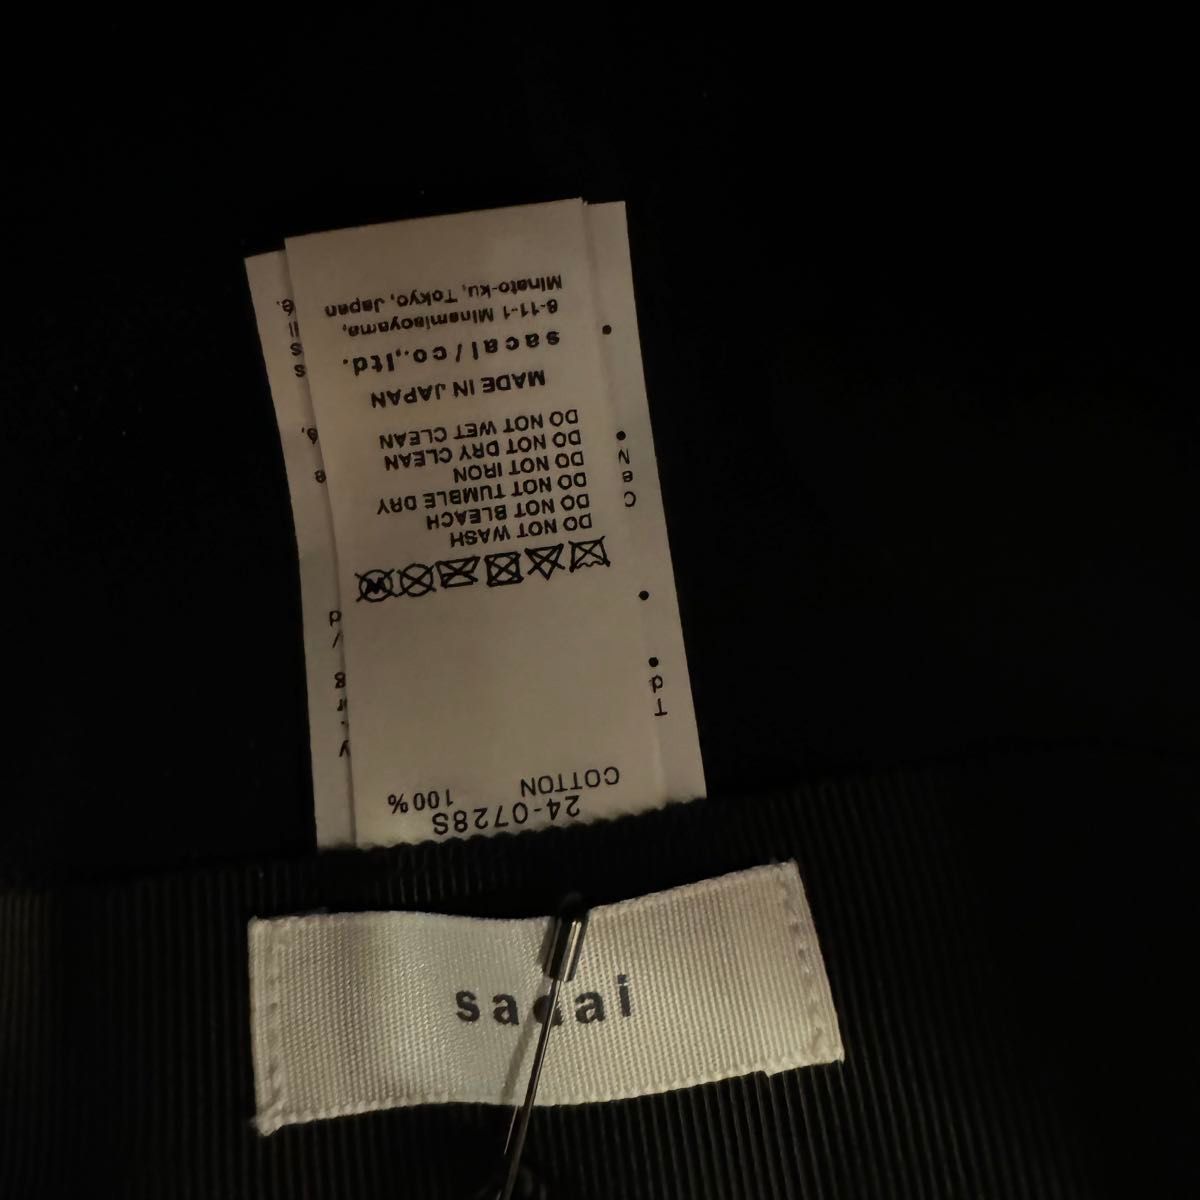 24-0728S
COTTON 100%
DO NOT WASH
DO NOT BLEACH
DO NOT TUMBLE DRY
DO NOT IRON
DO NOT DRY CLEAN
DO NOT WET CLEAN
MADE IN JAPAN
sacai/co.,ltd.
6-11-1 Minamiaoyama,
Minato-ku, Tokyo, Japan
sacai